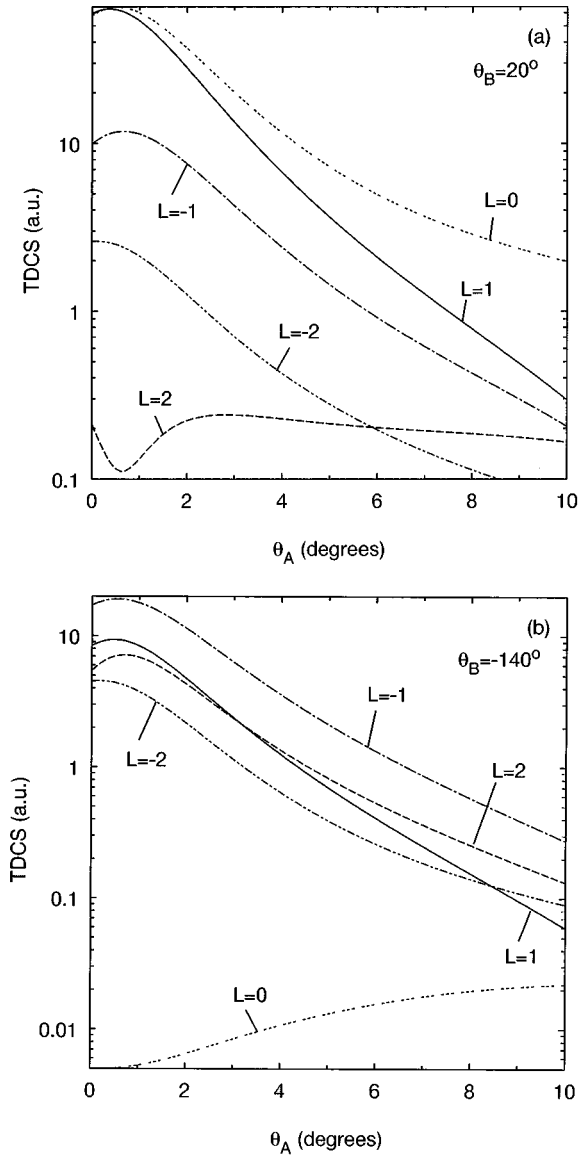 (a)
θB=20°
10
1
0.1
TDCS (a.u.)
L=0
L=-1
L=1
L=-2
L=2
0 2 4 6 8 10
θA (degrees)
(b)
θB=-140°
10
1
0.1
0.01
TDCS (a.u.)
L=-1
L=2
L=-2
L=1
L=0
0 2 4 6 8 10
θA (degrees)